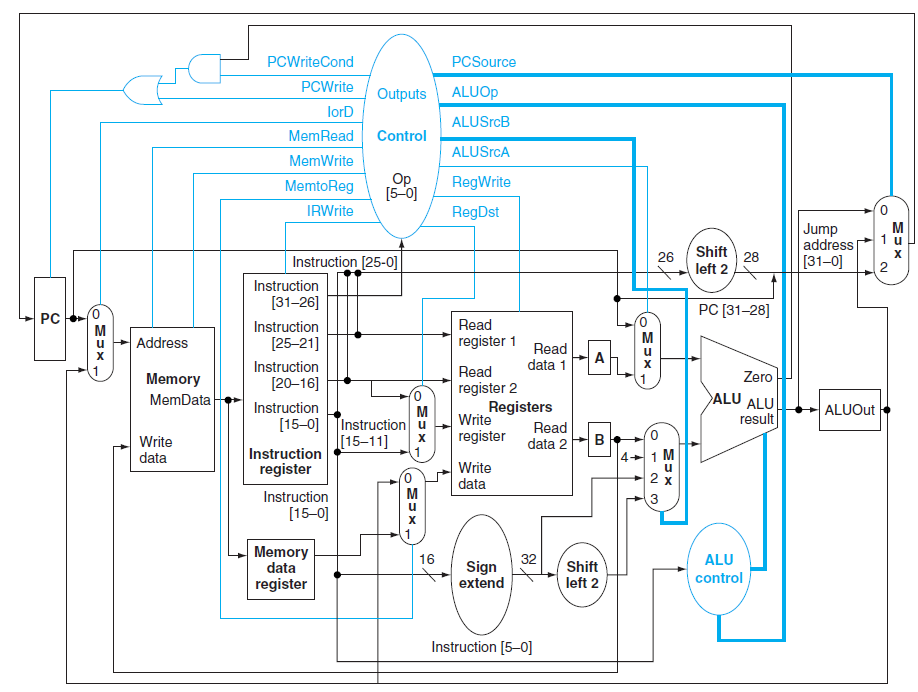 PCWriteCond
PCWrite
IorD
MemRead
MemWrite
MemtoReg
IRWrite
Outputs
Control
Op
[5–0]
PCSource
ALUOp
ALUSrcB
ALUSrcA
RegWrite
RegDst
Instruction [25-0]
26
Shift
left 2
28
Jump
address
[31–0]
0
1
2
M
u
x
PC [31–28]
PC
0
M
u
x
1
Address
Memory
MemData
Write
data
Instruction
[31–26]
Instruction
[25–21]
Instruction
[20–16]
Instruction
[15–0]
Instruction
register
Instruction
[15–0]
Memory
data
register
Instruction
[15–11]
0
M
u
x
1
0
M
u
x
1
Read
register 1
Read
register 2
Registers
Write
register
Write
data
Read
data 1
Read
data 2
A
B
4
0
M
u
x
1
0
1
2
3
M
u
x
Zero
ALU
ALU
result
ALUOut
16
Sign
extend
32
Shift
left 2
ALU
control
Instruction [5–0]